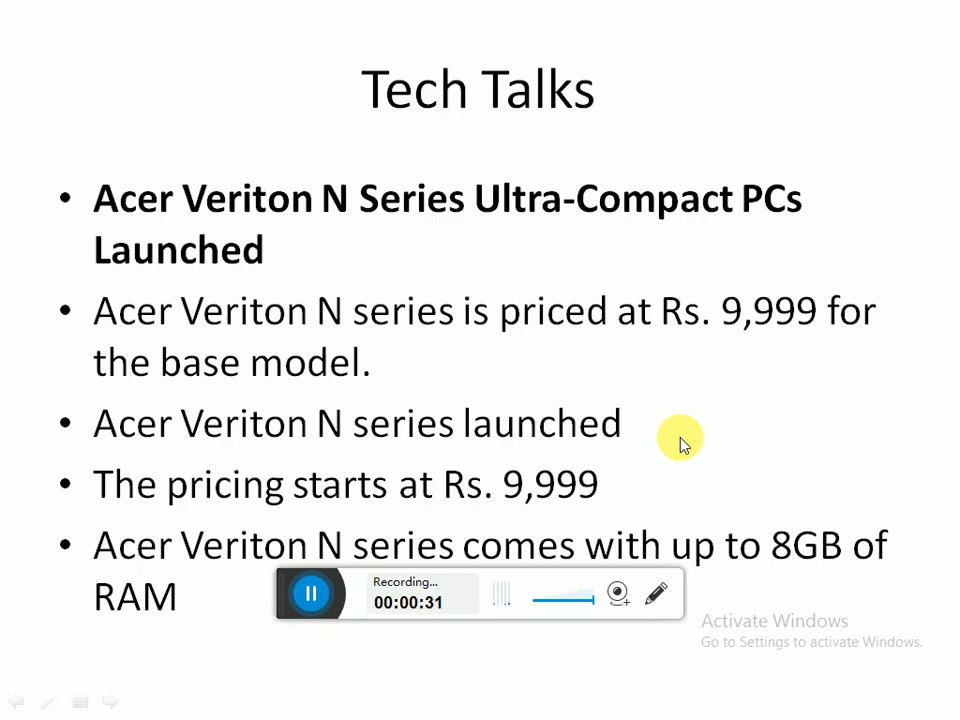 Tech Talks
• Acer Veriton N Series Ultra-Compact PCs
Launched
• Acer Veriton N series is priced at Rs. 9,999 for
the base model.
• Acer Veriton N series launched
• The pricing starts at Rs. 9,999
• Acer Veriton N series comes with up to 8GB of
RAM
Recording...
00:00:31
Activate Windows
Go to Settings to activate Windows.